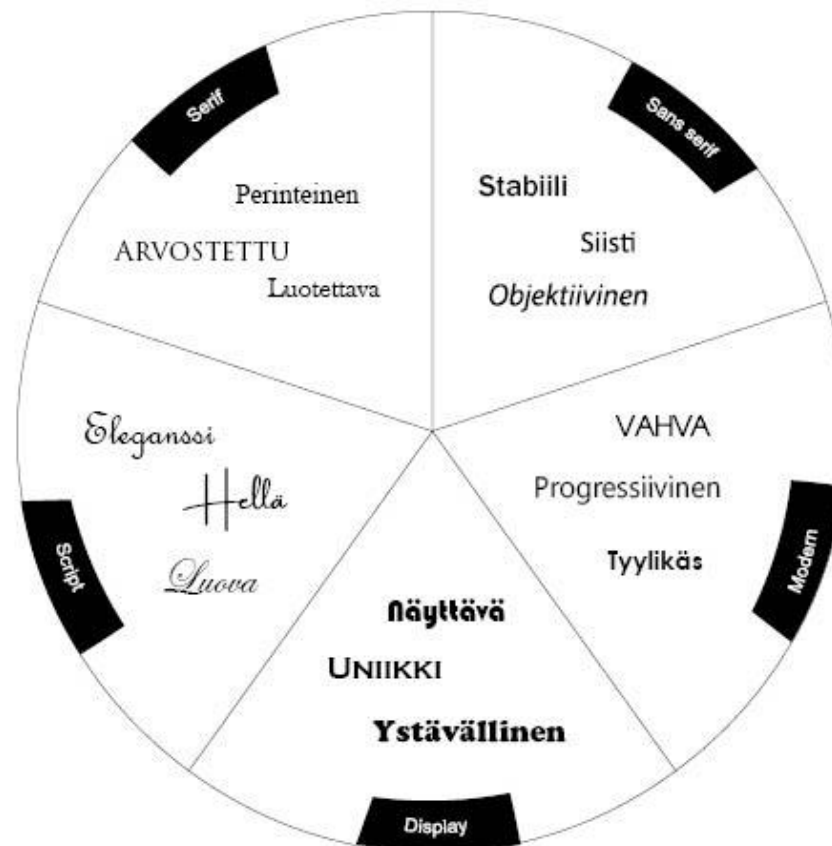 Serif
Perinteinen
ARVOSTETTU
Luotettava
Sans serif
Stabiili
Siisti
Objektiivinen
Modern
VAHVA
Progressiivinen
Tyylikäs
Display
Näyttävä
UNIIKKI
Ystävällinen
Script
Eleganssi
Hellä
Luova